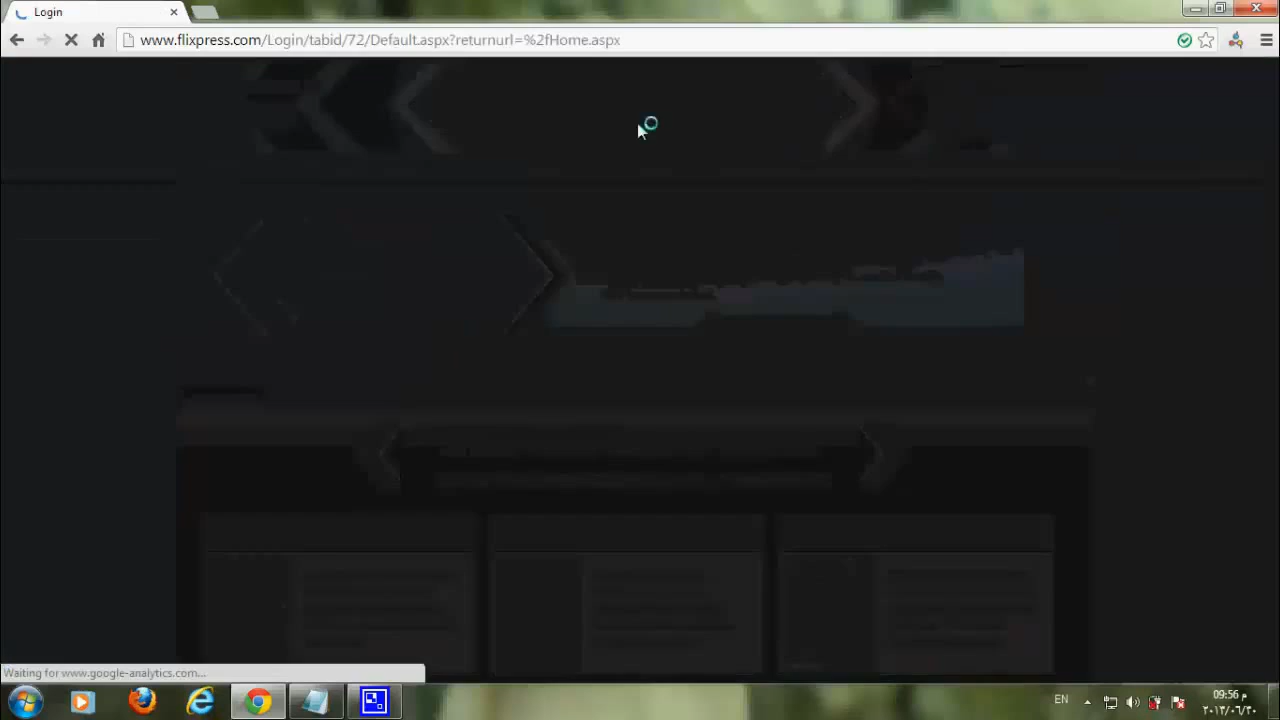 Login
www.flixpress.com/Login/tabid/72/Default.aspx?returnurl=%2fHome.aspx
Waiting for www.google-analytics.com...
EN
09:56 م
٢٠١٣/٠٦/٢٠